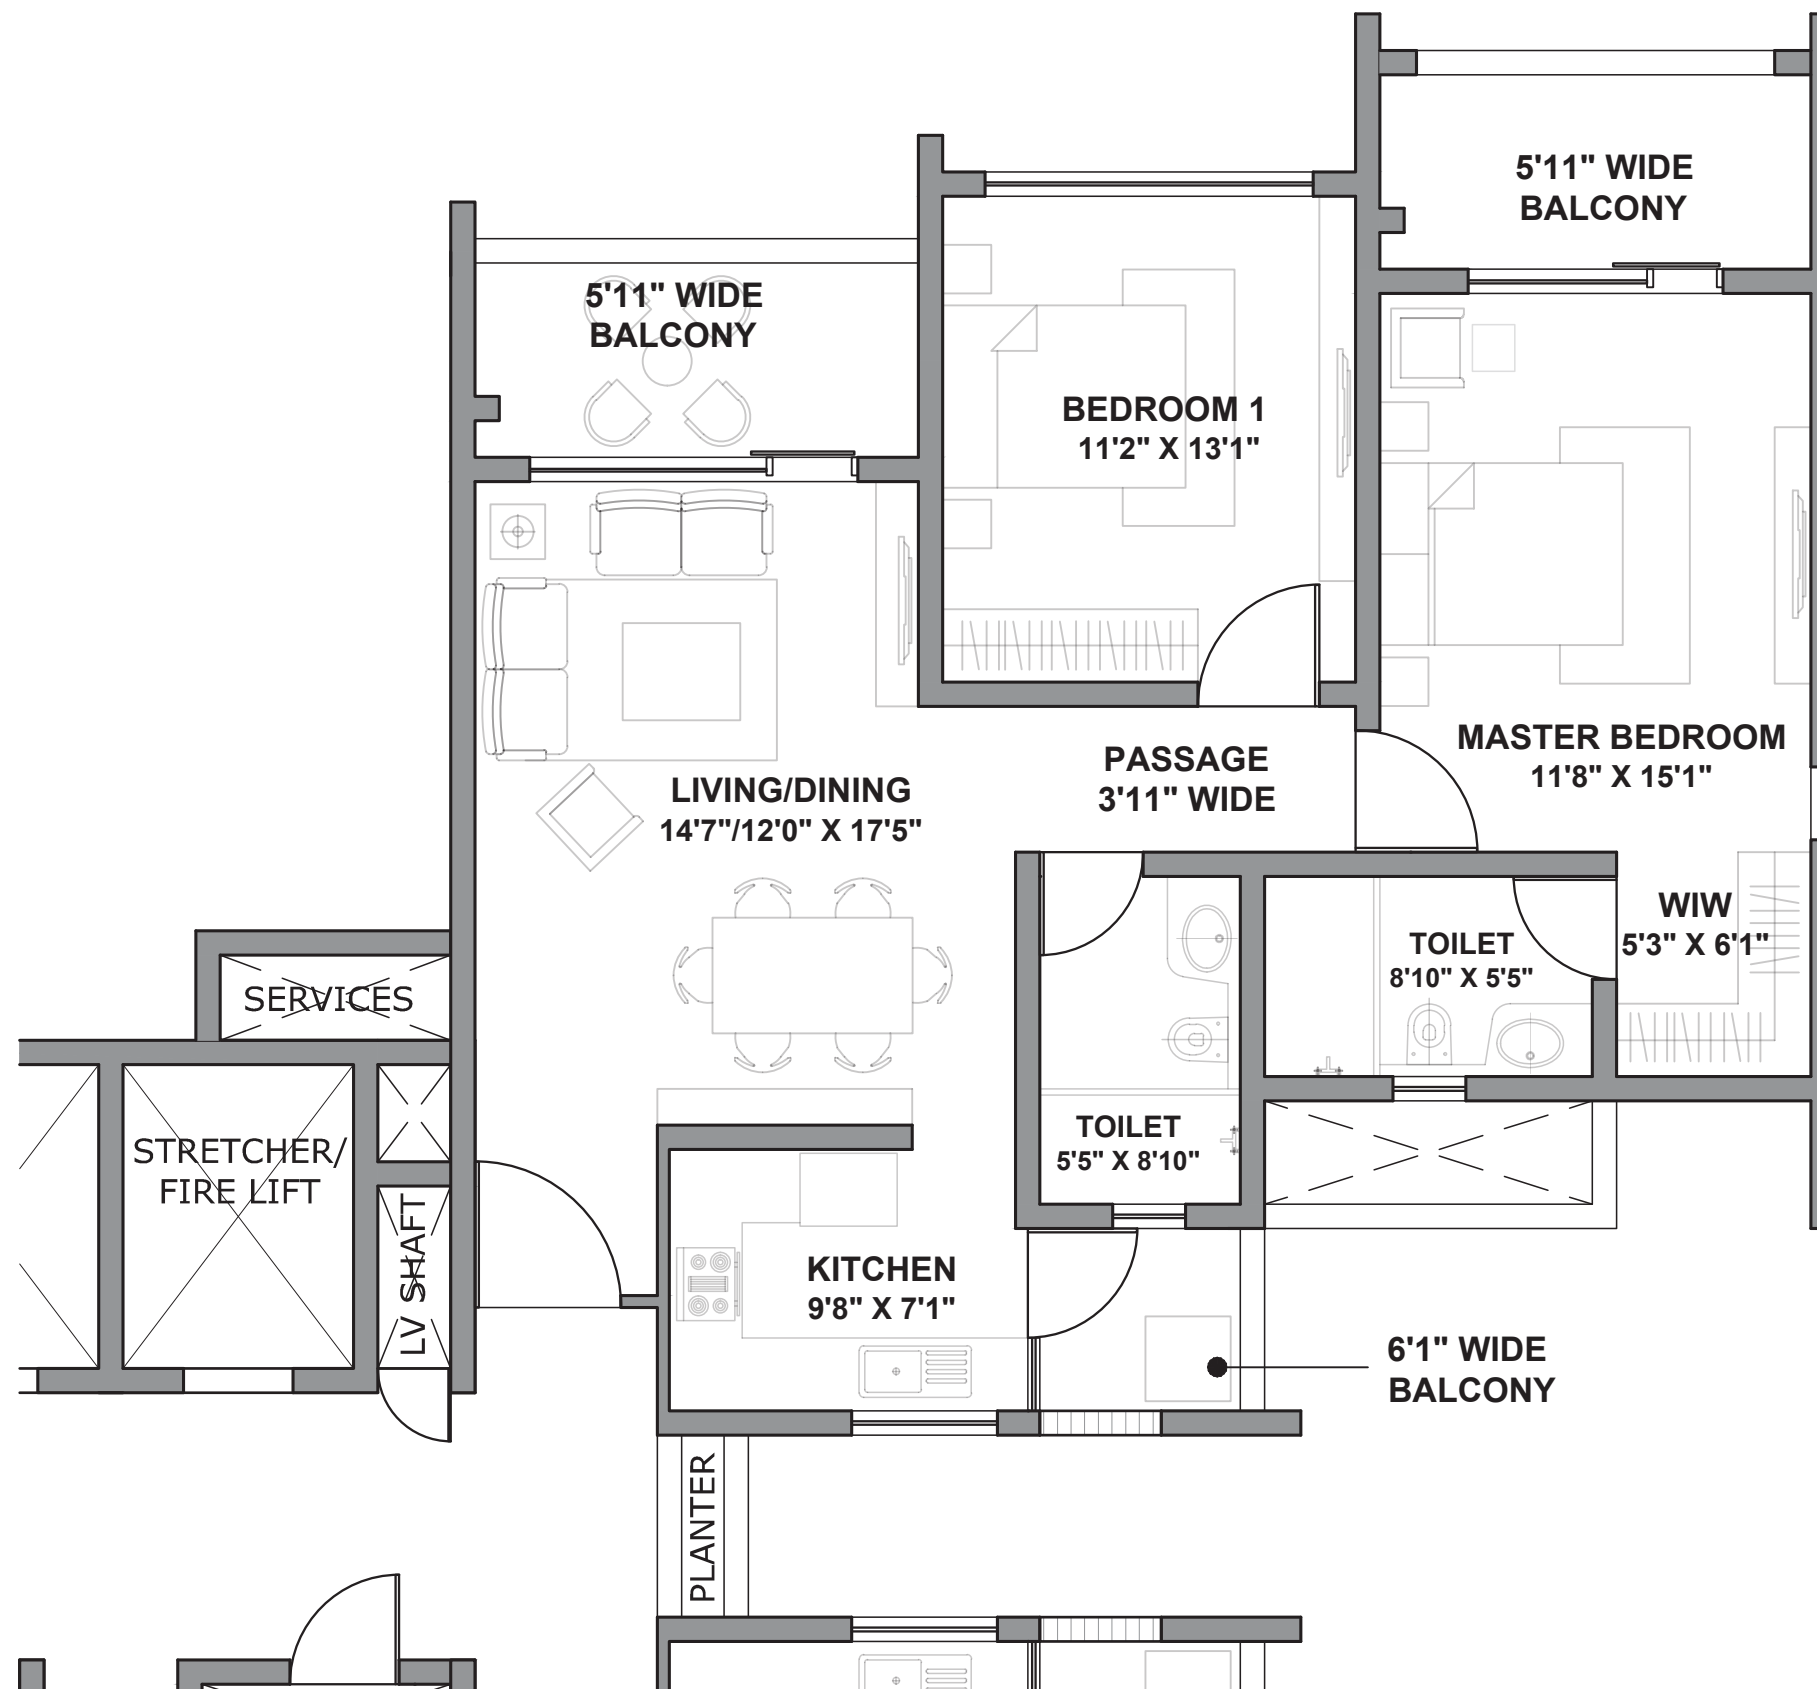 5'11" WIDE
BALCONY
5'11" WIDE
BALCONY
BEDROOM 1
11'2" X 13'1"
MASTER BEDROOM
11'8" X 15'1"
PASSAGE
3'11" WIDE
LIVING/DINING
14'7"/12'0" X 17'5"
WIW
5'3" X 6'1"
TOILET
8'10" X 5'5"
SERVICES
TOILET
5'5" X 8'10"
STRETCHER/
FIRE LIFT
LV SHAFT
KITCHEN
9'8" X 7'1"
6'1" WIDE
BALCONY
PLANTER